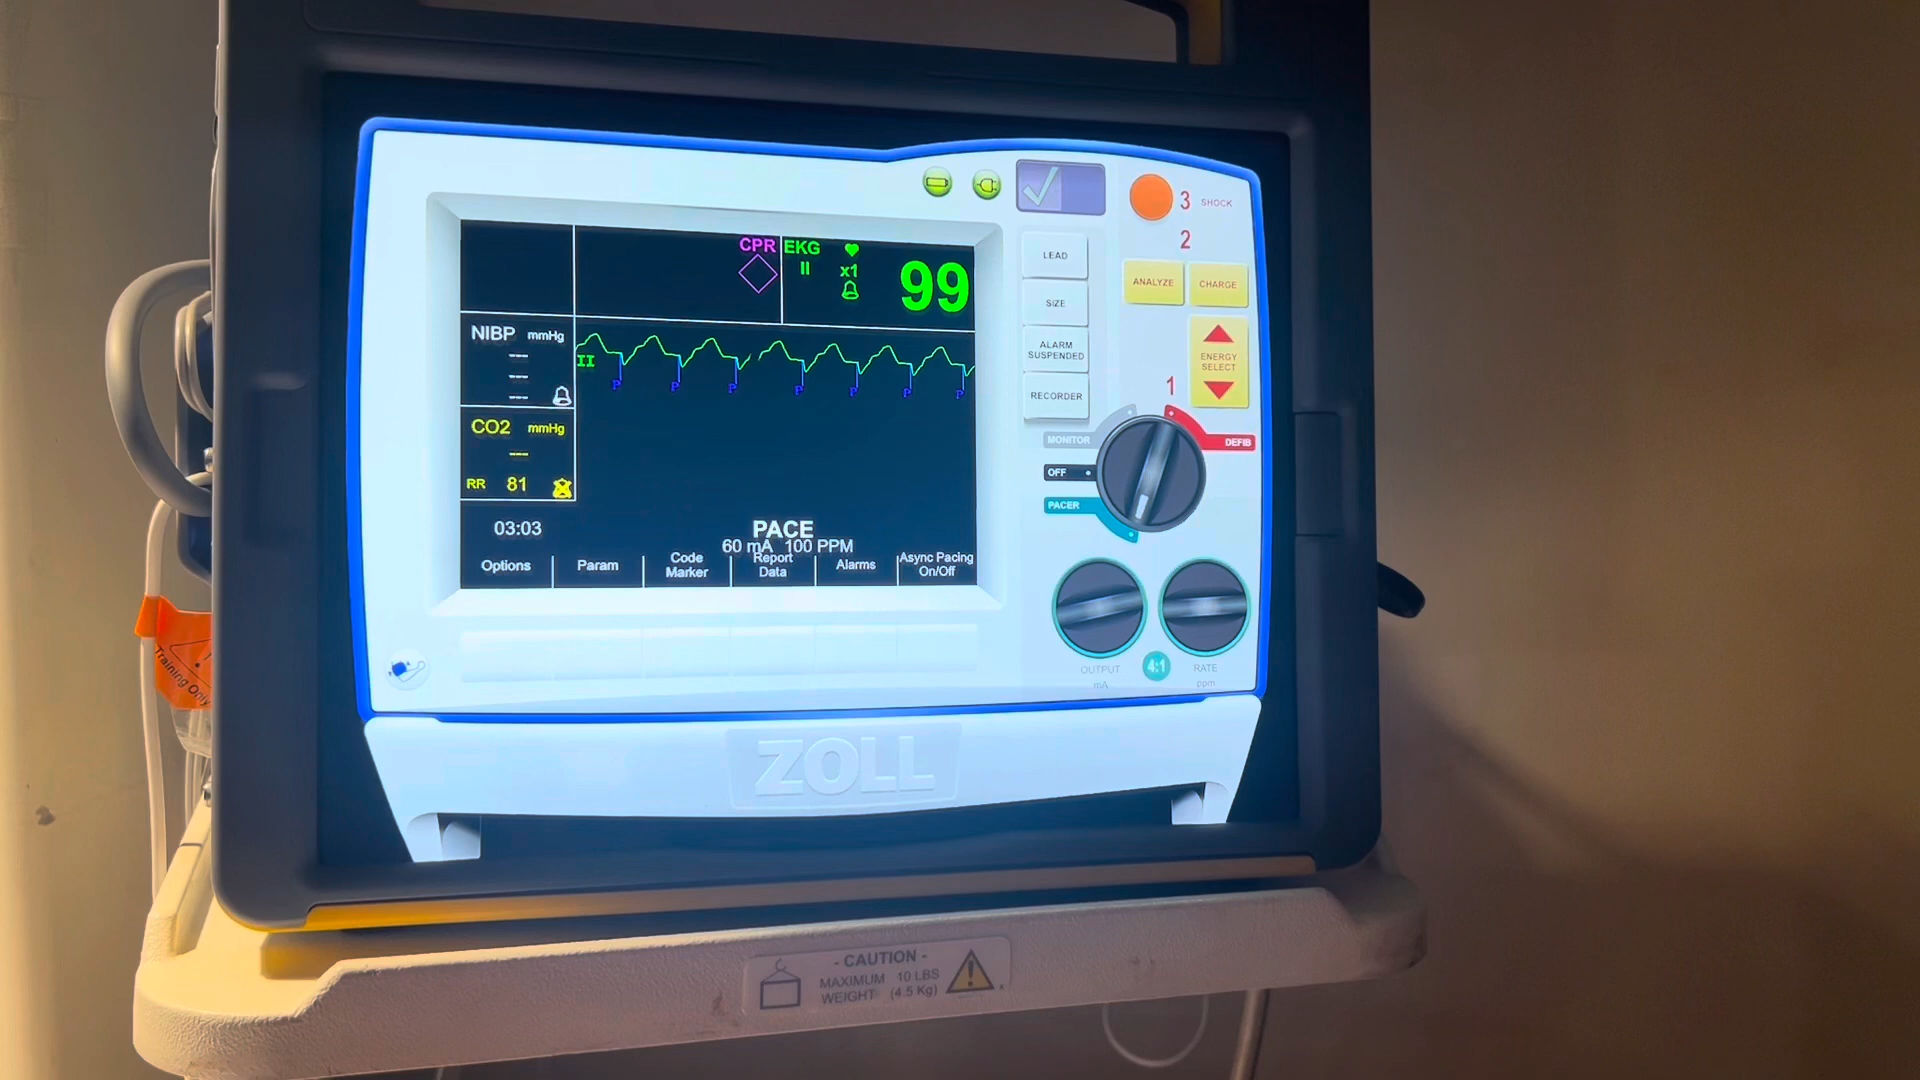 3 SHOCK
2
CPR EKG
II x1 99
LEAD
ANALYZE CHARGE
SIZE
NIBP mmHg
---
---
---
II
P P P P P P P
ALARM
SUSPENDED
ENERGY
SELECT
1
RECORDER
CO2 mmHg
---
RR 81
MONITOR
DEFIB
OFF
PACER
03:03
PACE
60 mA 100 PPM
Options
Param
Code
Marker
Report
Data
Alarms
Async Pacing
On/Off
OUTPUT
mA
4:1
RATE
ppm
Training Only
ZOLL
- CAUTION -
MAXIMUM 10 LBS
WEIGHT (4.5 Kg)